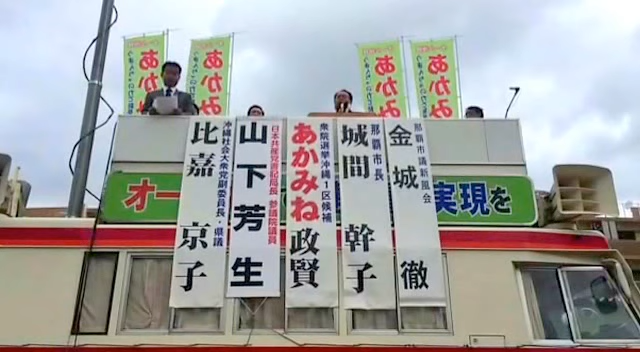 あかみね
あかみ
あかみ
あかみね
那覇市議新風会
金城 徹
那覇市長
城間 幹子
衆院選挙沖縄1区候補
あかみね政賢
日本共産党書記局長 参議院議員
山下芳生
沖縄社会大衆党副委員長・県議
比嘉 京子
オー
実現を